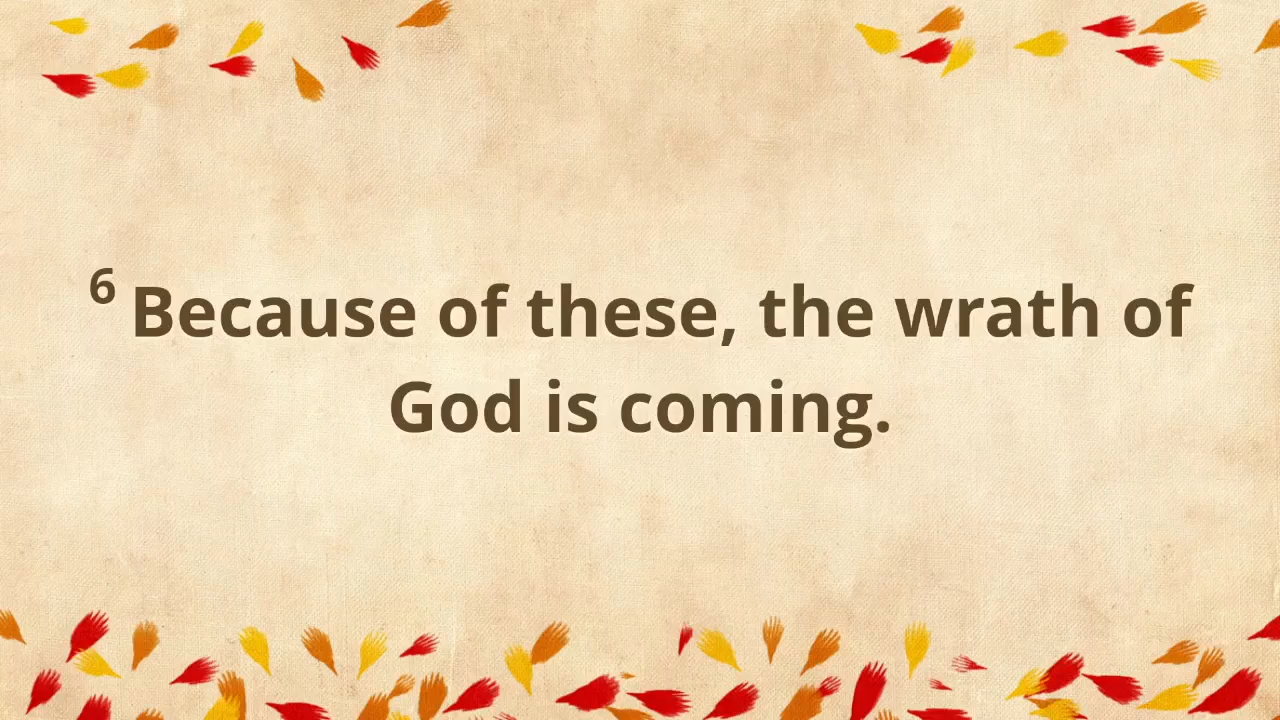 ⁶ Because of these, the wrath of
God is coming.